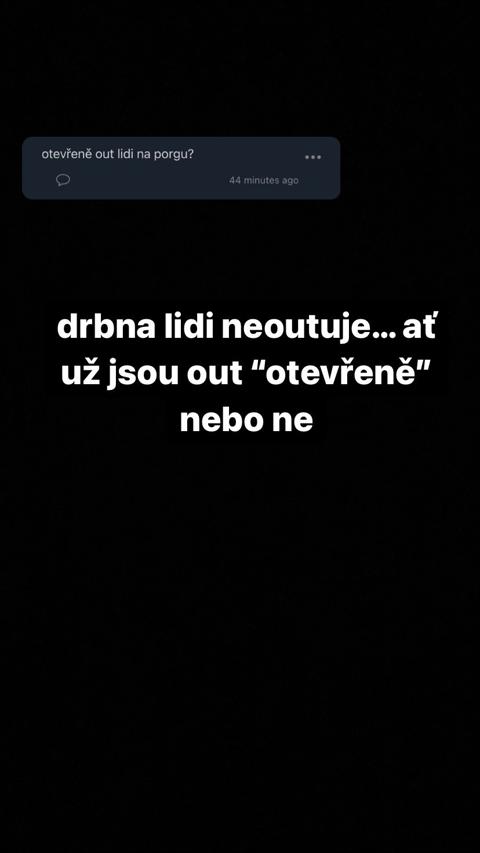 otevřeně out lidi na porgu?
44 minutes ago
drbna lidi neoutuje... ať
už jsou out “otevřeně”
nebo ne